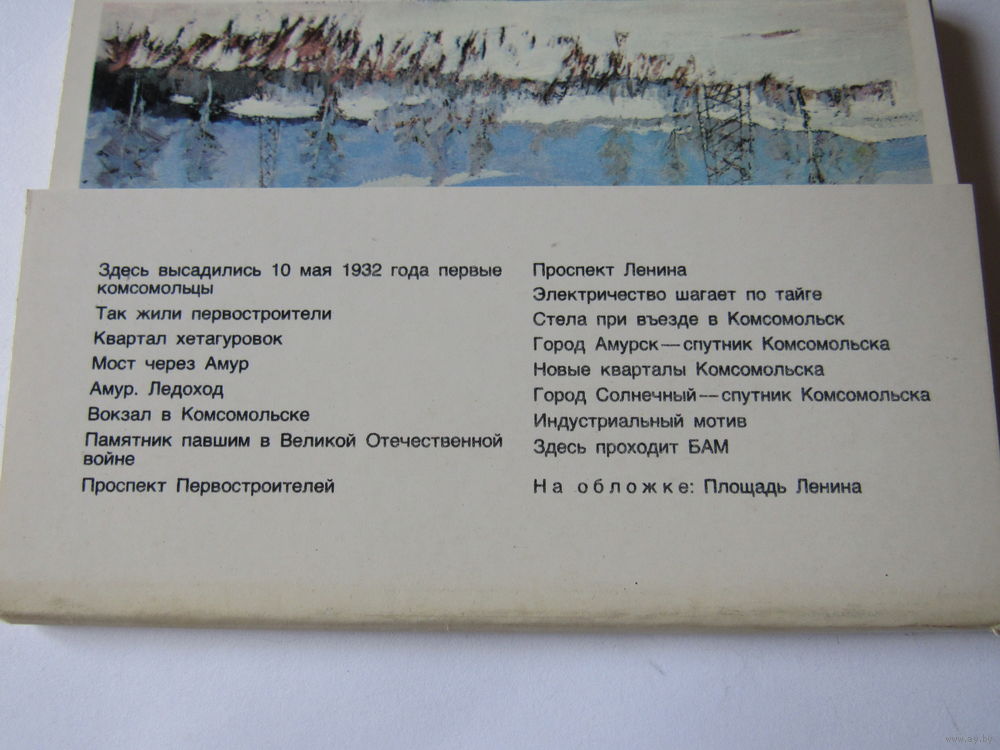 Здесь высадились 10 мая 1932 года первые
комсомольцы
Так жили первостроители
Квартал хетагуровок
Мост через Амур
Амур. Ледоход
Вокзал в Комсомольске
Памятник павшим в Великой Отечественной
войне
Проспект Первостроителей
Проспект Ленина
Электричество шагает по тайге
Стела при въезде в Комсомольск
Город Амурск—спутник Комсомольска
Новые кварталы Комсомольска
Город Солнечный—спутник Комсомольска
Индустриальный мотив
Здесь проходит БАМ
На обложке: Площадь Ленина
www.ay.by